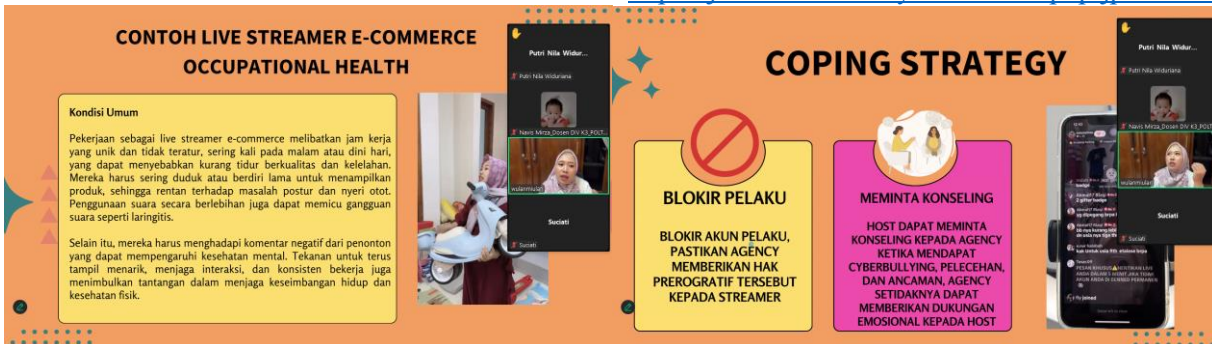 CONTOH LIVE STREAMER E-COMMERCE
OCCUPATIONAL HEALTH
Kondisi Umum
Pekerjaan sebagai live streamer e-commerce melibatkan jam kerja
yang unik dan tidak teratur, sering kali pada malam atau dini hari,
yang dapat menyebabkan kurang tidur berkualitas dan kelelahan.
Mereka harus sering duduk atau berdiri lama untuk menampilkan
produk, sehingga rentan terhadap masalah postur dan nyeri otot.
Penggunaan suara secara berlebihan juga dapat memicu gangguan
suara seperti laringitis.
Selain itu, mereka harus menghadapi komentar negatif dari penonton
yang dapat mempengaruhi kesehatan mental. Tekanan untuk terus
tampil menarik, menjaga interaksi, dan konsisten bekerja juga
menimbulkan tantangan dalam menjaga keseimbangan hidup dan
kesehatan fisik.
Putri Nila Widur...
Putri Nila Widuriana
Navis Mirza_Dosen DIV K3_POLT...
wulanmiulan
Suciati
Suciati
COPING STRATEGY
BLOKIR PELAKU
BLOKIR AKUN PELAKU,
PASTIKAN AGENCY
MEMBERIKAN HAK
PREROGRATIF TERSEBUT
KEPADA STREAMER
MEMINTA KONSELING
HOST DAPAT MEMINTA
KONSELING KEPADA AGENCY
KETIKA MENDAPAT
CYBERBULLYING, PELECEHAN,
DAN ANCAMAN, AGENCY
SETIDAKNYA DAPAT
MEMBERIKAN DUKUNGAN
EMOSIONAL KEPADA HOST
Putri Nila Widur...
Putri Nila Widuriana
Navis Mirza_Dosen DIV K3_POLT...
wulanmiulan
Suciati
Suciati